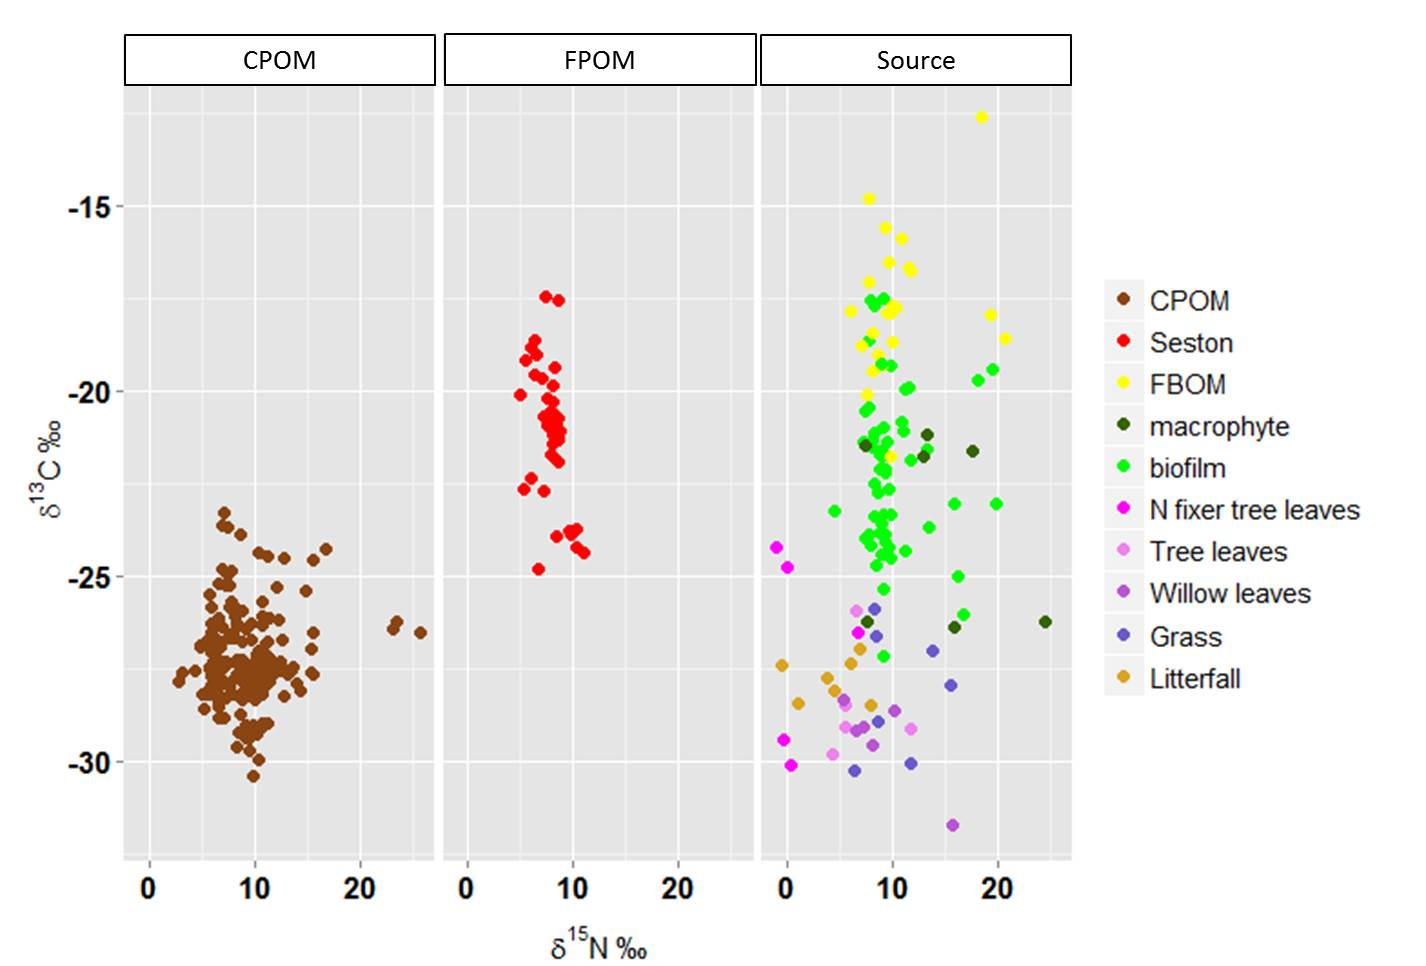 CPOM FPOM Source
-15
-20
-25
-30
δ13C ‰
0 10 20 0 10 20 0 10 20
δ15N ‰
CPOM
Seston
FBOM
macrophyte
biofilm
N fixer tree leaves
Tree leaves
Willow leaves
Grass
Litterfall